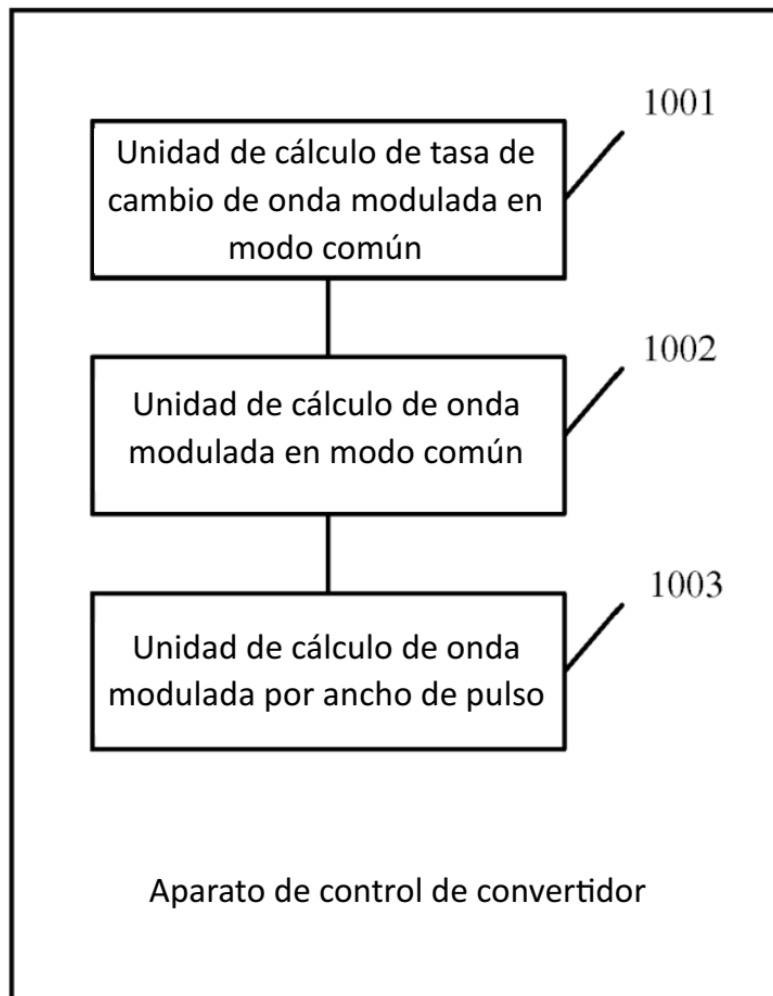 1001
Unidad de cálculo de tasa de
cambio de onda modulada en
modo común
1002
Unidad de cálculo de onda
modulada en modo común
1003
Unidad de cálculo de onda
modulada por ancho de pulso
Aparato de control de convertidor